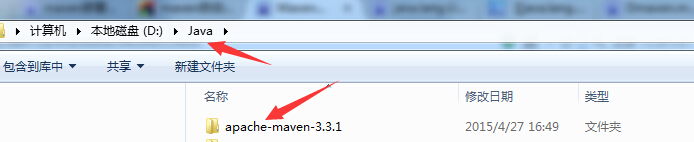 计算机 ▸ 本地磁盘 (D:) ▸ Java ▸
包含到库中 ▾ 共享 ▾ 新建文件夹
名称 修改日期 类型
apache-maven-3.3.1 2015/4/27 16:49 文件夹